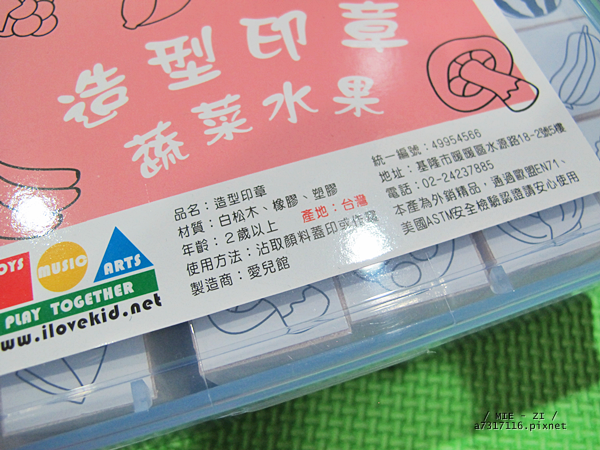 造型印章
蔬菜水果
品名：造型印章
材質：白松木、橡膠、塑膠
產地：台灣
年齡：2歲以上
使用方法：沾取顏料蓋印或作探
製造商：愛兒館
統一編號：49954566
地址：基隆市暖暖區水源路18-2號5樓
電話：02-24237885
本產為外銷精品，通過歐盟EN71、
美國ASTM安全檢驗認證請安心使用
OYS
MUSIC
ARTS
PLAY TOGETHER
www.ilovekid.net
/ MIE - ZI /
a7317116.pixnet